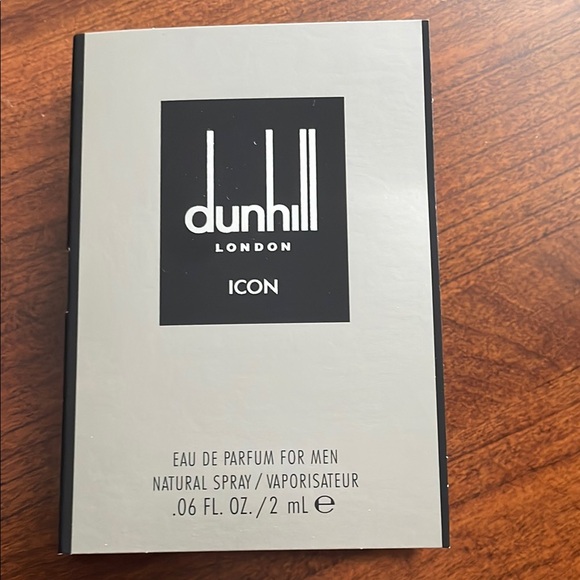 dunhill
LONDON
ICON
EAU DE PARFUM FOR MEN
NATURAL SPRAY / VAPORISATEUR
.06 FL. OZ. / 2 mL ℮